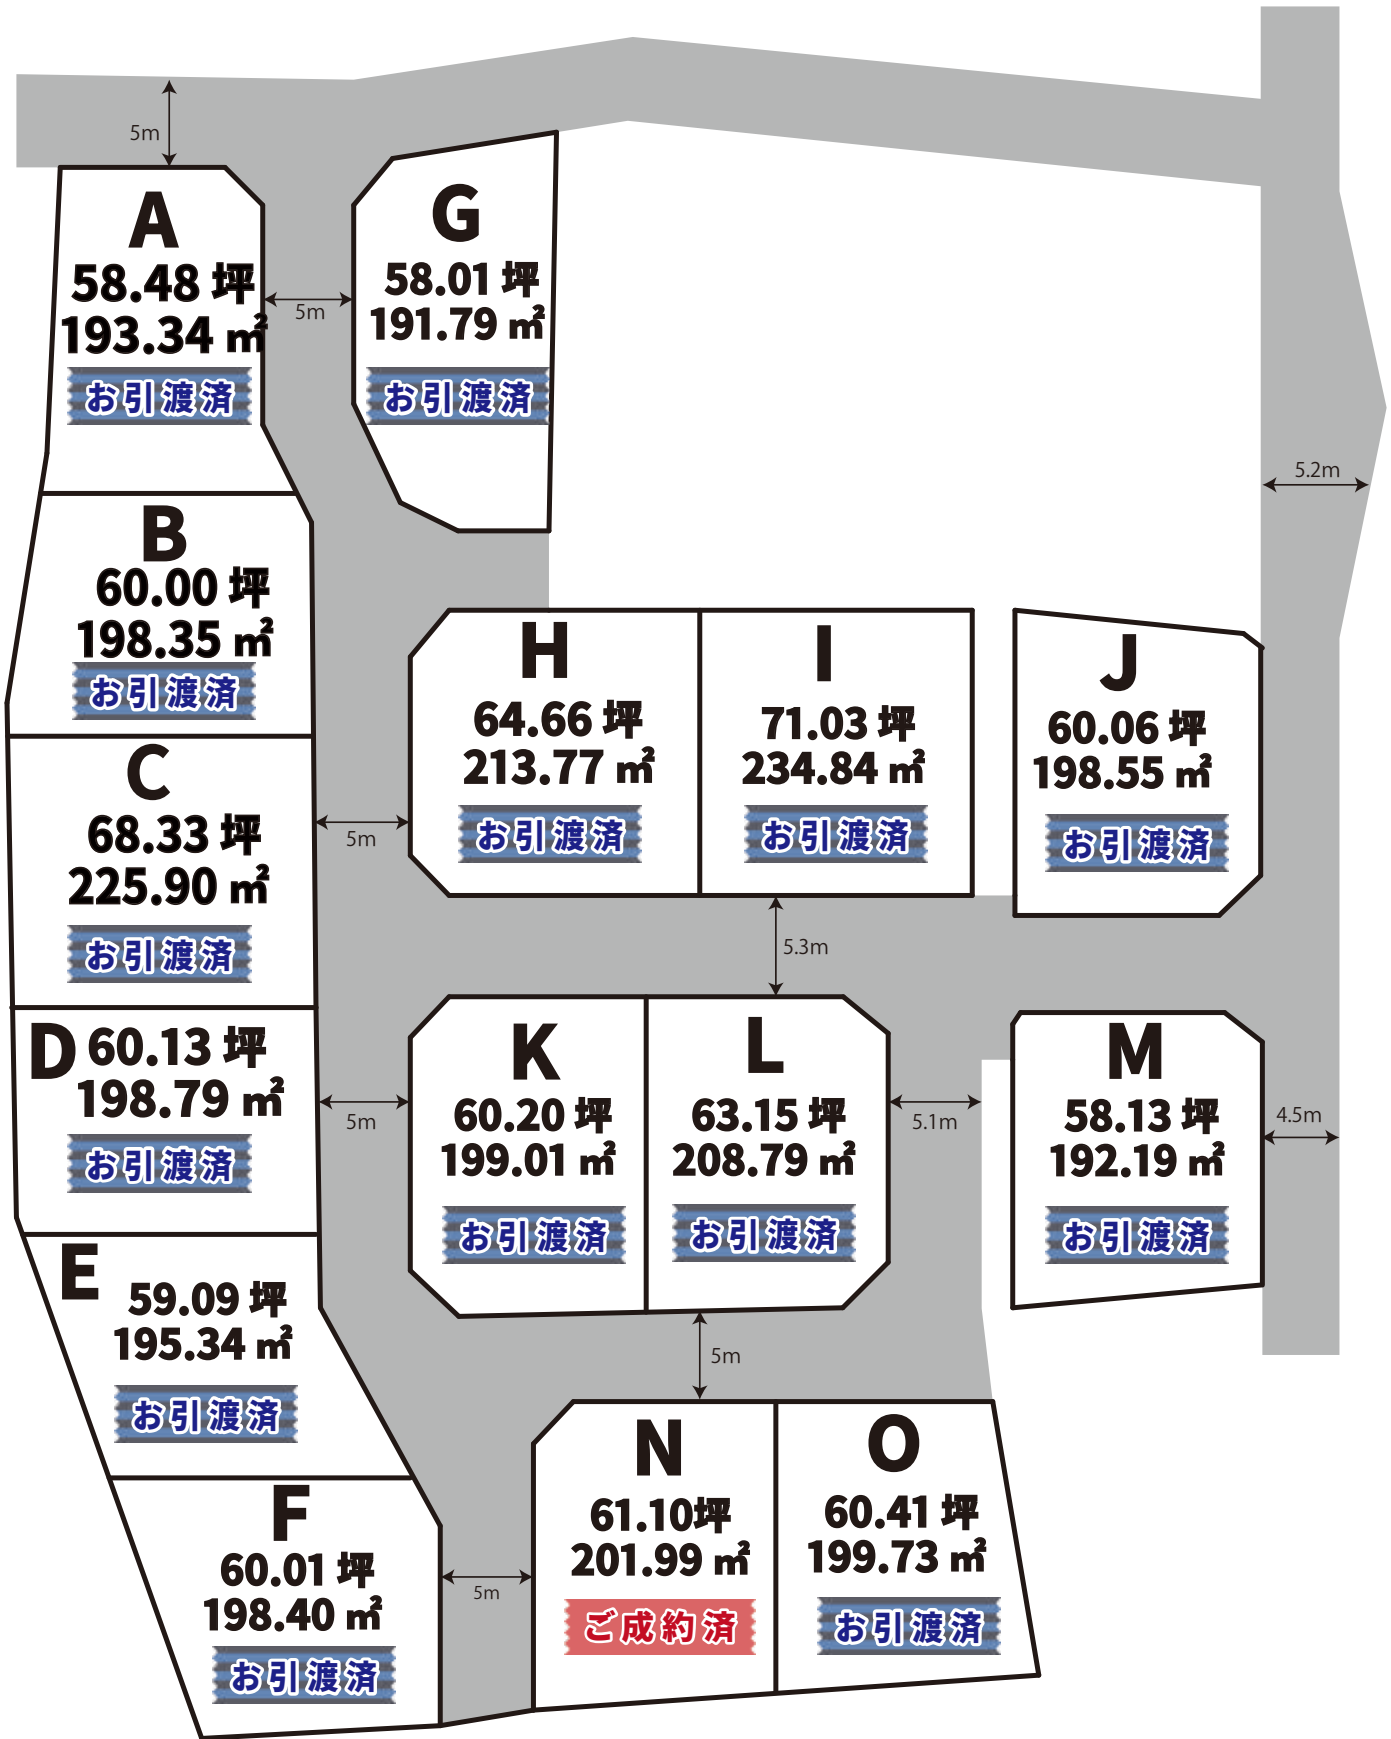 5m
A
58.48 坪
193.34 ㎡
お引渡済
5m
G
58.01 坪
191.79 ㎡
お引渡済
5.2m
B
60.00 坪
198.35 ㎡
お引渡済
H
64.66 坪
213.77 ㎡
お引渡済
I
71.03 坪
234.84 ㎡
お引渡済
J
60.06 坪
198.55 ㎡
お引渡済
C
68.33 坪
225.90 ㎡
お引渡済
5m
5.3m
D
60.13 坪
198.79 ㎡
お引渡済
5m
K
60.20 坪
199.01 ㎡
お引渡済
L
63.15 坪
208.79 ㎡
お引渡済
5.1m
M
58.13 坪
192.19 ㎡
お引渡済
4.5m
E
59.09 坪
195.34 ㎡
お引渡済
5m
F
60.01 坪
198.40 ㎡
お引渡済
5m
N
61.10坪
201.99 ㎡
ご成約済
O
60.41 坪
199.73 ㎡
お引渡済